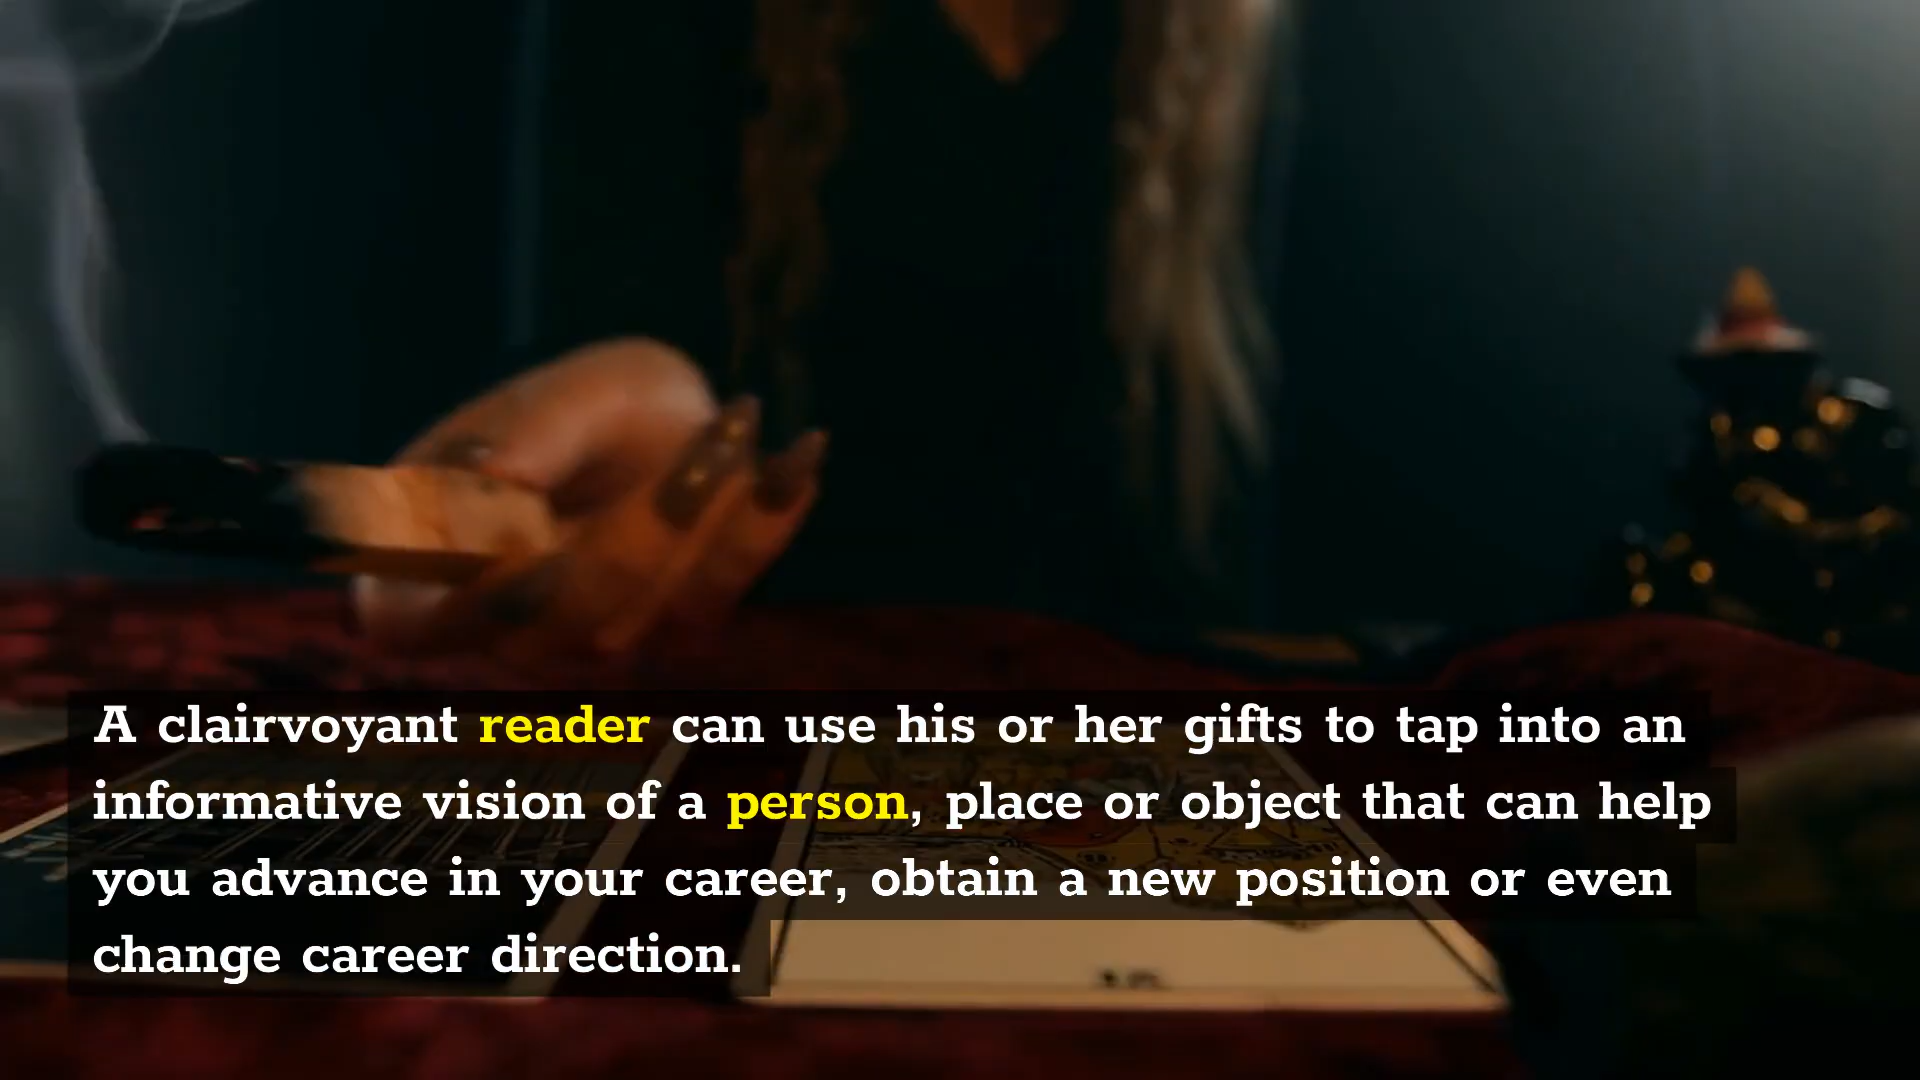 A clairvoyant reader can use his or her gifts to tap into an
informative vision of a person, place or object that can help
you advance in your career, obtain a new position or even
change career direction.